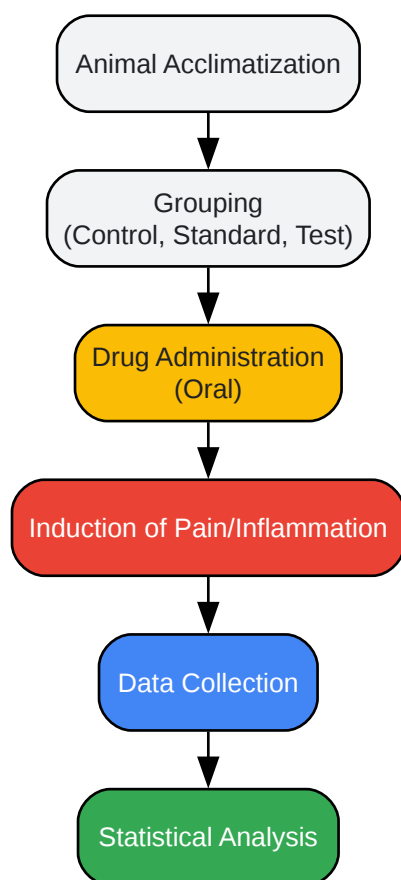 Animal Acclimatization
Grouping
(Control, Standard, Test)
Drug Administration
(Oral)
Induction of Pain/Inflammation
Data Collection
Statistical Analysis